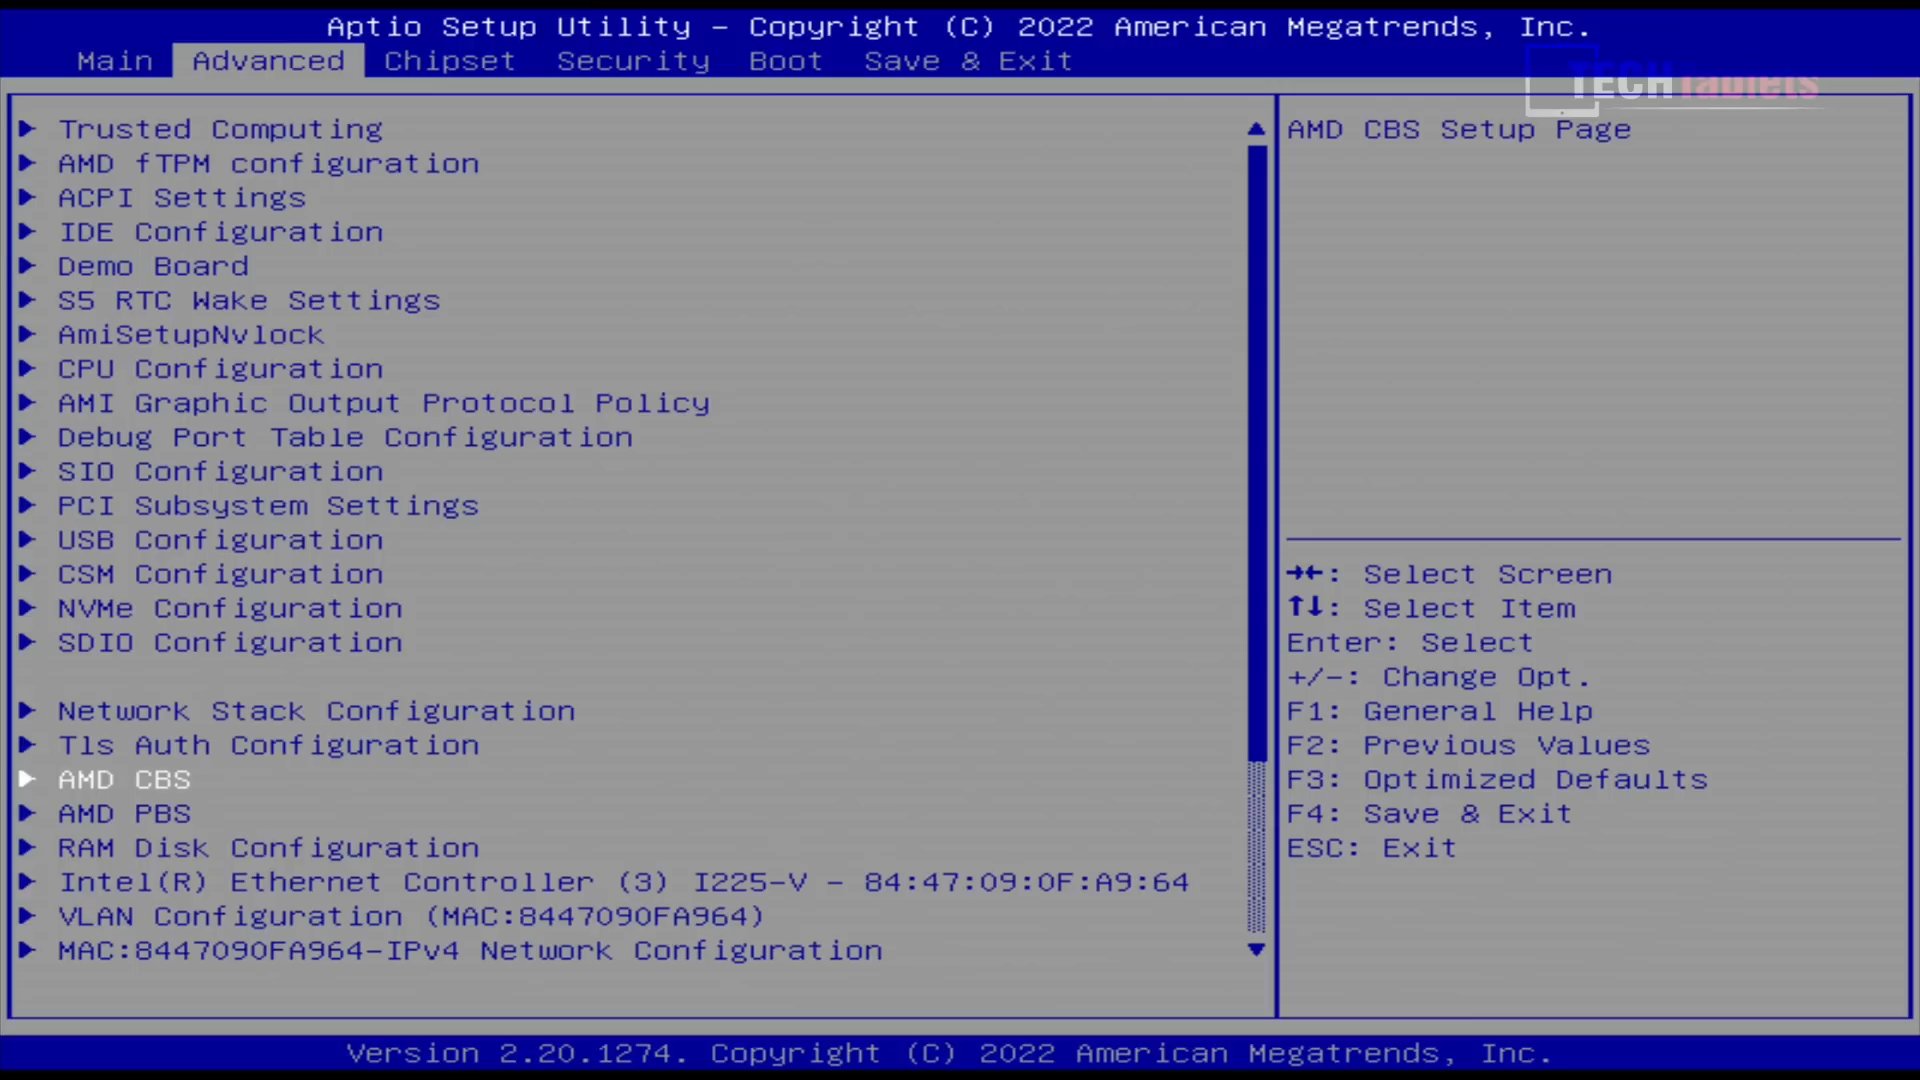 Aptio Setup Utility – Copyright (C) 2022 American Megatrends, Inc.
Main Advanced Chipset Security Boot Save & Exit
TECHtablets
Trusted Computing
AMD fTPM configuration
ACPI Settings
IDE Configuration
Demo Board
S5 RTC Wake Settings
AmiSetupNvlock
CPU Configuration
AMI Graphic Output Protocol Policy
Debug Port Table Configuration
SIO Configuration
PCI Subsystem Settings
USB Configuration
CSM Configuration
NVMe Configuration
SDIO Configuration
Network Stack Configuration
Tls Auth Configuration
AMD CBS
AMD PBS
RAM Disk Configuration
Intel(R) Ethernet Controller (3) I225-V – 84:47:09:0F:A9:64
VLAN Configuration (MAC:8447090FA964)
MAC:8447090FA964-IPv4 Network Configuration
AMD CBS Setup Page
→←: Select Screen
↑↓: Select Item
Enter: Select
+/-: Change Opt.
F1: General Help
F2: Previous Values
F3: Optimized Defaults
F4: Save & Exit
ESC: Exit
Version 2.20.1274. Copyright (C) 2022 American Megatrends, Inc.